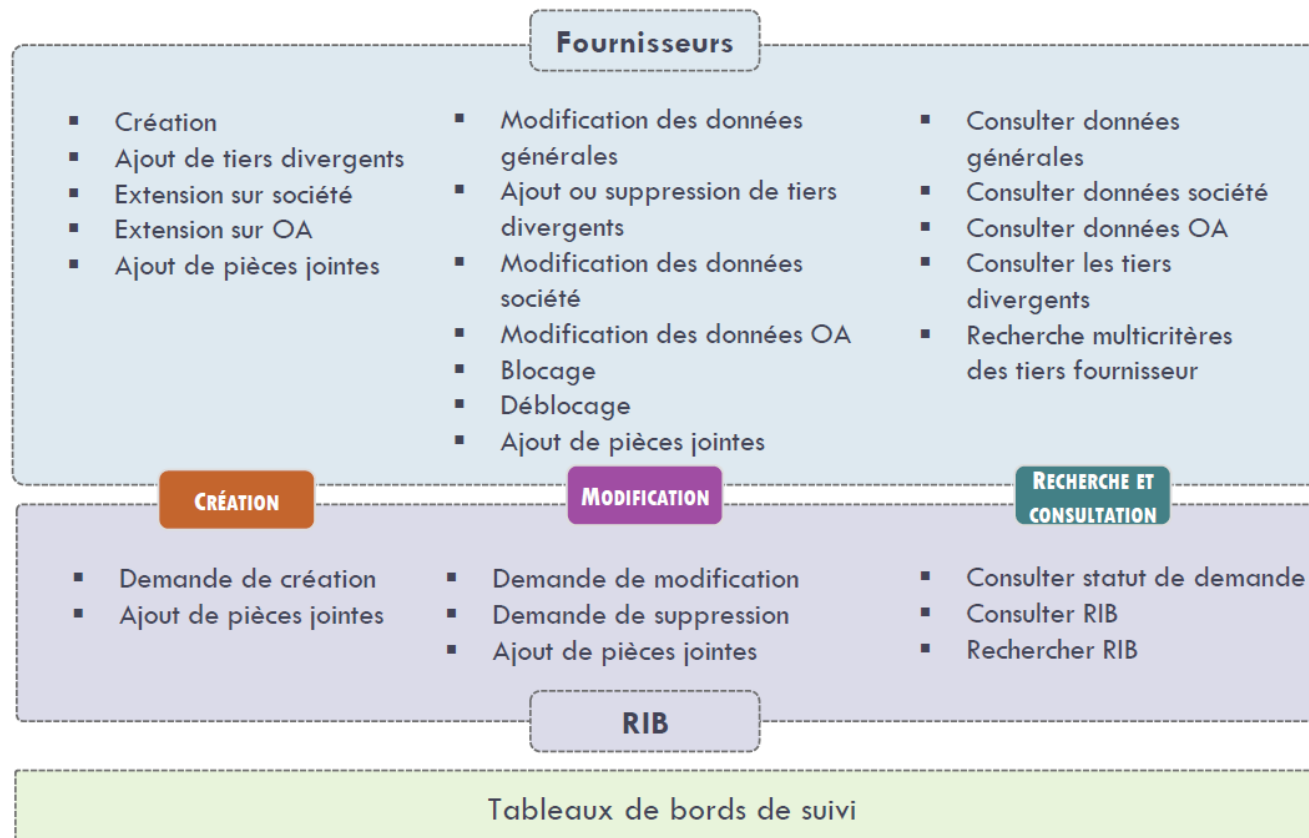 Fournisseurs
▪ Création
▪ Ajout de tiers divergents
▪ Extension sur société
▪ Extension sur OA
▪ Ajout de pièces jointes
▪ Modification des données
générales
▪ Ajout ou suppression de tiers
divergents
▪ Modification des données
société
▪ Modification des données OA
▪ Blocage
▪ Déblocage
▪ Ajout de pièces jointes
▪ Consulter données
générales
▪ Consulter données société
▪ Consulter données OA
▪ Consulter les tiers
divergents
▪ Recherche multicritères
des tiers fournisseur
CRÉATION
MODIFICATION
RECHERCHE ET
CONSULTATION
▪ Demande de création
▪ Ajout de pièces jointes
▪ Demande de modification
▪ Demande de suppression
▪ Ajout de pièces jointes
▪ Consulter statut de demande
▪ Consulter RIB
▪ Rechercher RIB
RIB
Tableaux de bords de suivi